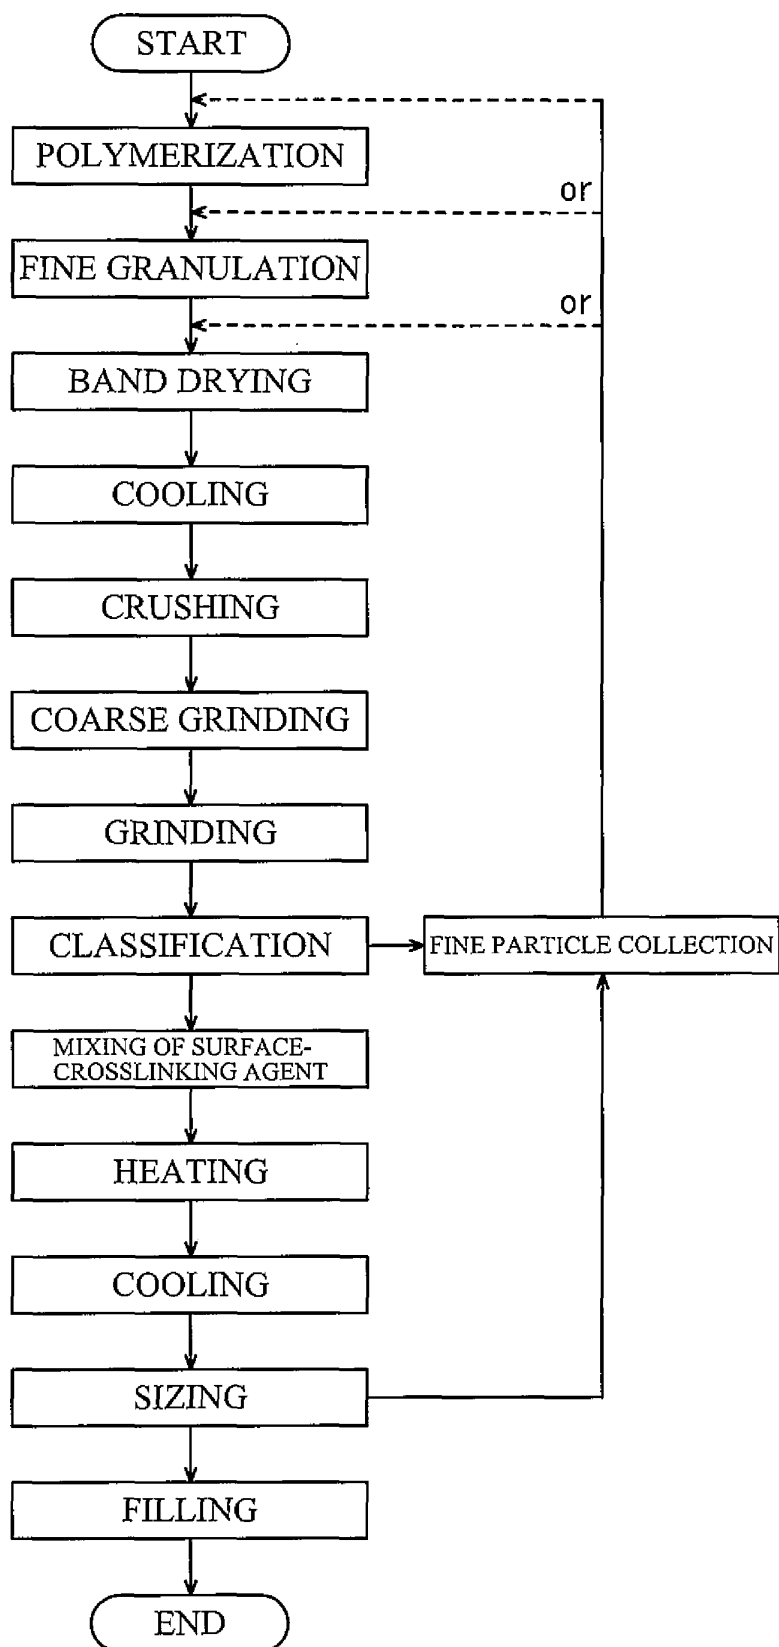 START
POLYMERIZATION
or
FINE GRANULATION
or
BAND DRYING
COOLING
CRUSHING
COARSE GRINDING
GRINDING
CLASSIFICATION
FINE PARTICLE COLLECTION
MIXING OF SURFACE-
CROSSLINKING AGENT
HEATING
COOLING
SIZING
FILLING
END